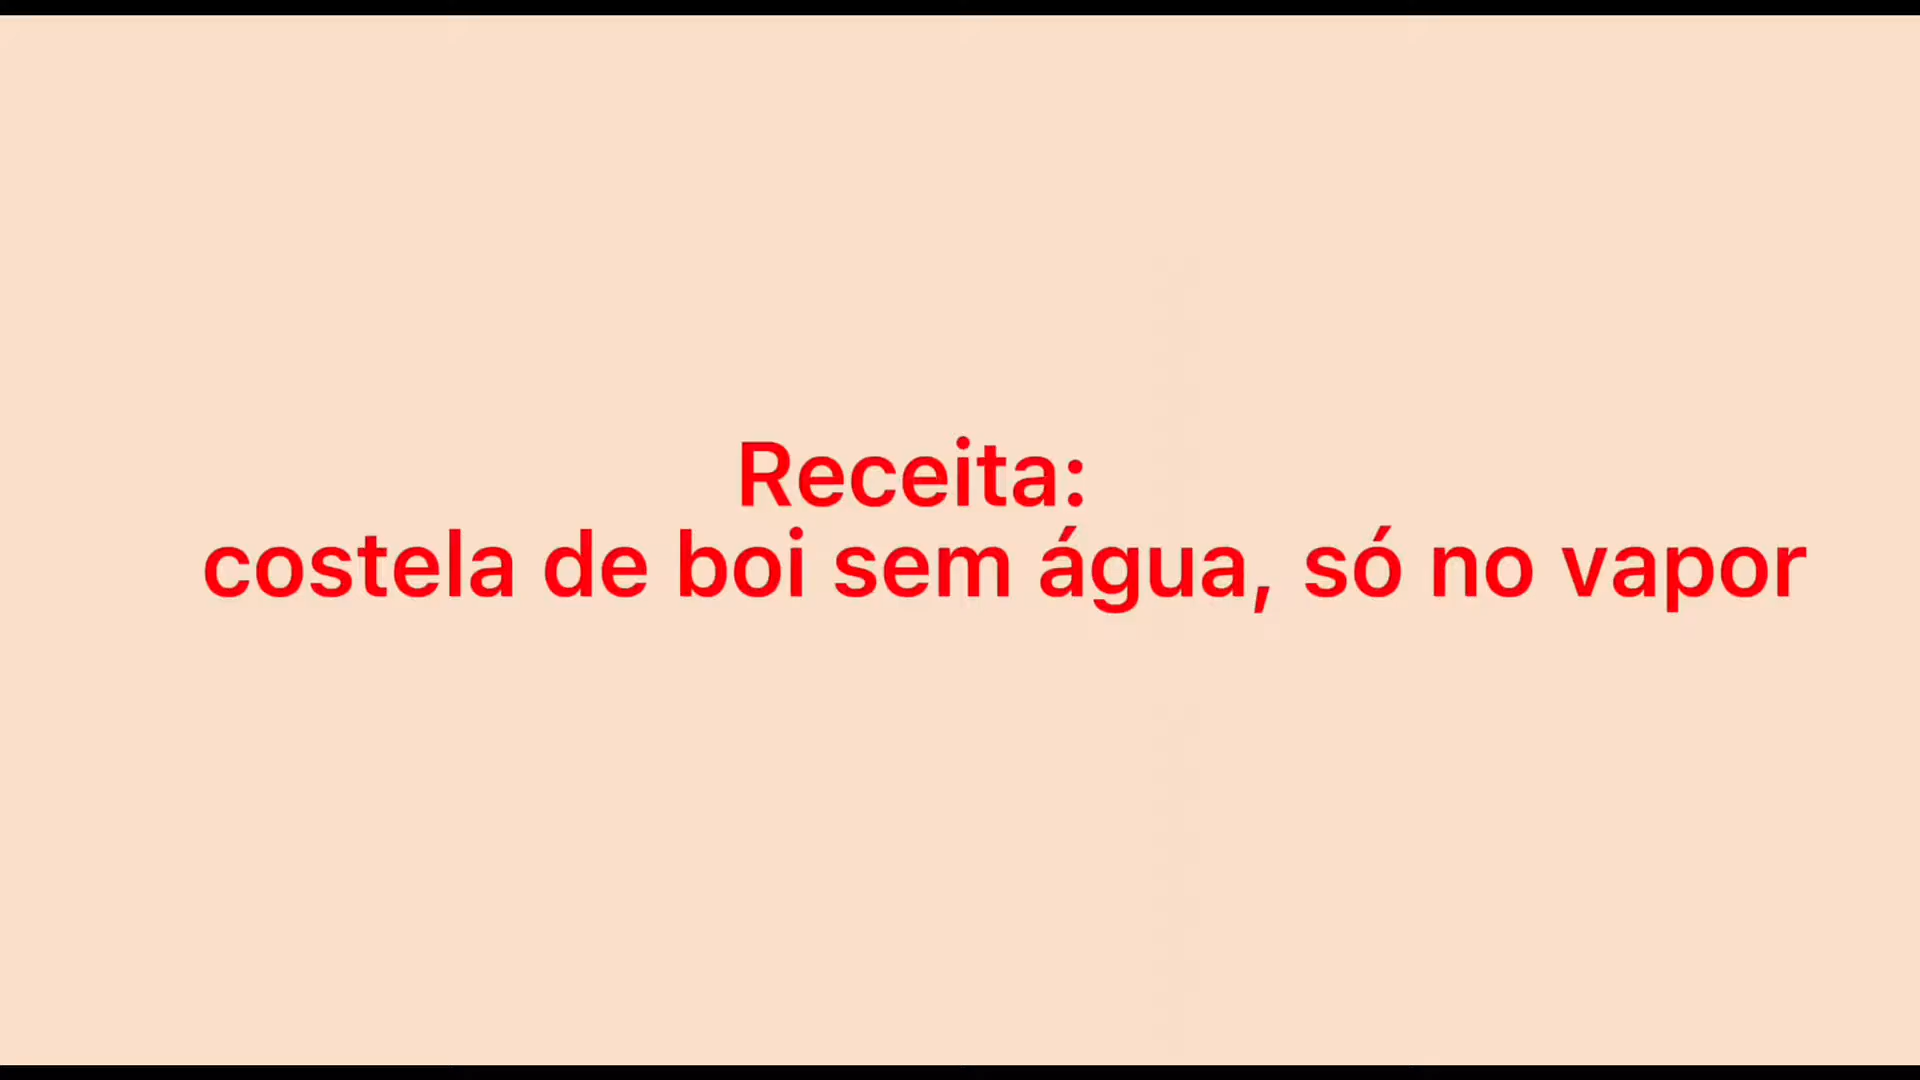 Receita:
costela de boi sem água, só no vapor